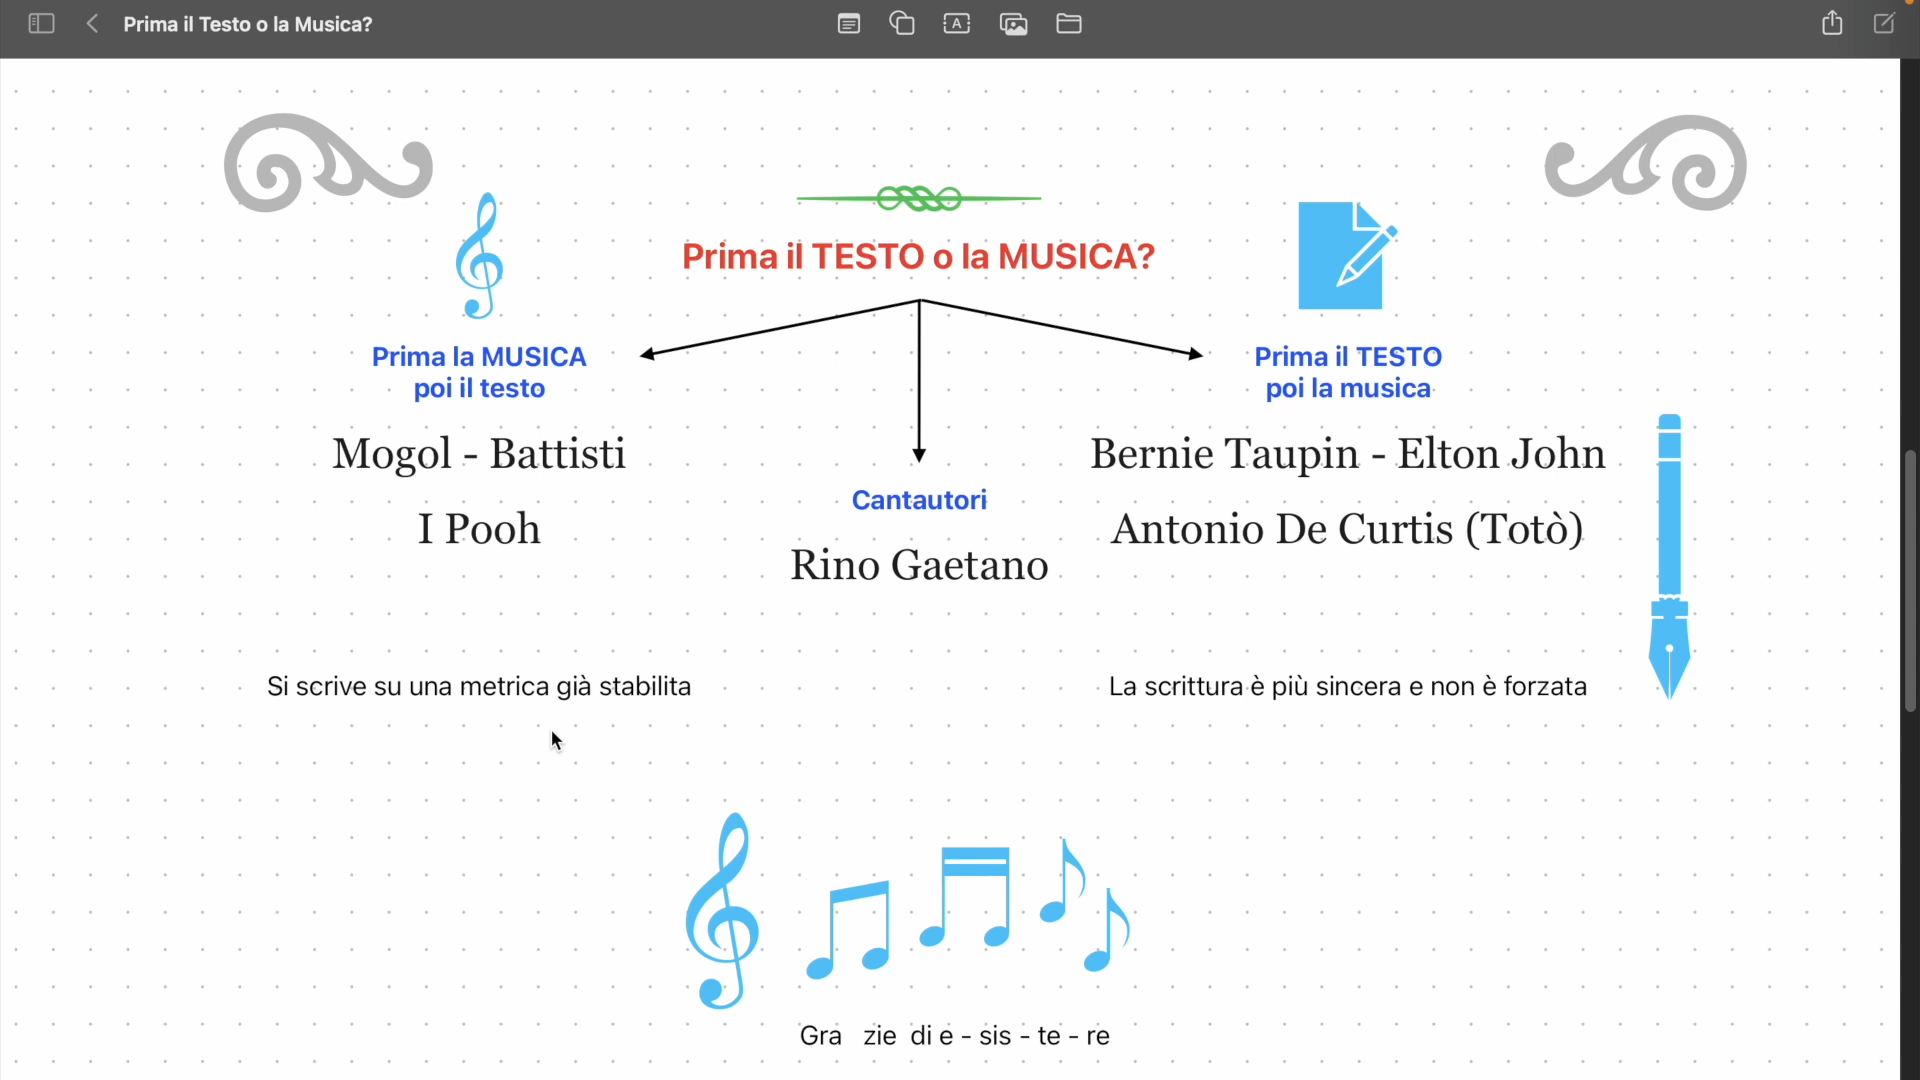 Prima il Testo o la Musica?
Prima il TESTO o la MUSICA?
Prima la MUSICA
poi il testo
Mogol - Battisti
I Pooh
Cantautori
Rino Gaetano
Prima il TESTO
poi la musica
Bernie Taupin - Elton John
Antonio De Curtis (Totò)
Si scrive su una metrica già stabilita
La scrittura è più sincera e non è forzata
Gra zie di e - sis - te - re